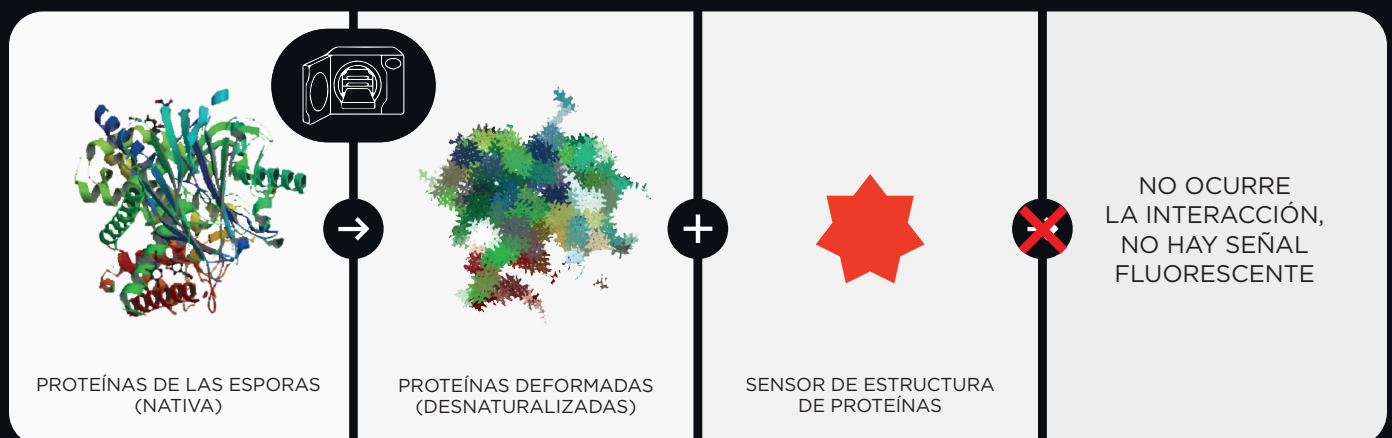 PROTEÍNAS DE LAS ESPORAS
(NATIVA)
PROTEÍNAS DEFORMADAS
(DESNATURALIZADAS)
SENSOR DE ESTRUCTURA
DE PROTEÍNAS
NO OCURRE
LA INTERACCIÓN,
NO HAY SEÑAL
FLUORESCENTE